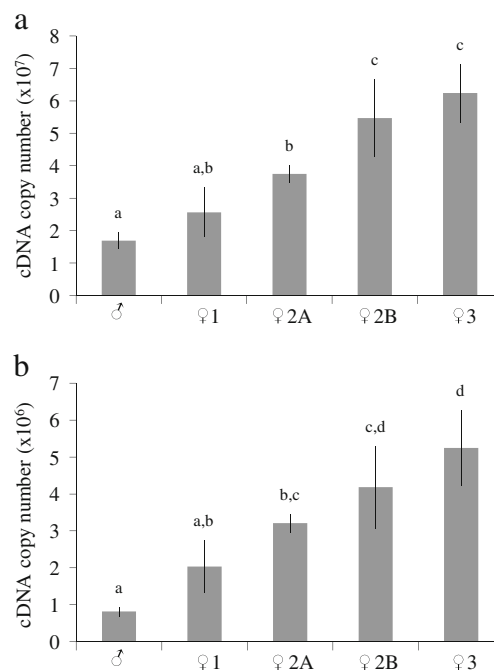 a
cDNA copy number (x10⁷)
8
7
6
5
4
3
2
1
0
a
a,b
b
c
c
♂
♀1
♀2A
♀2B
♀3
b
cDNA copy number (x10⁶)
7
6
5
4
3
2
1
0
a
a,b
b,c
c,d
d
♂
♀1
♀2A
♀2B
♀3